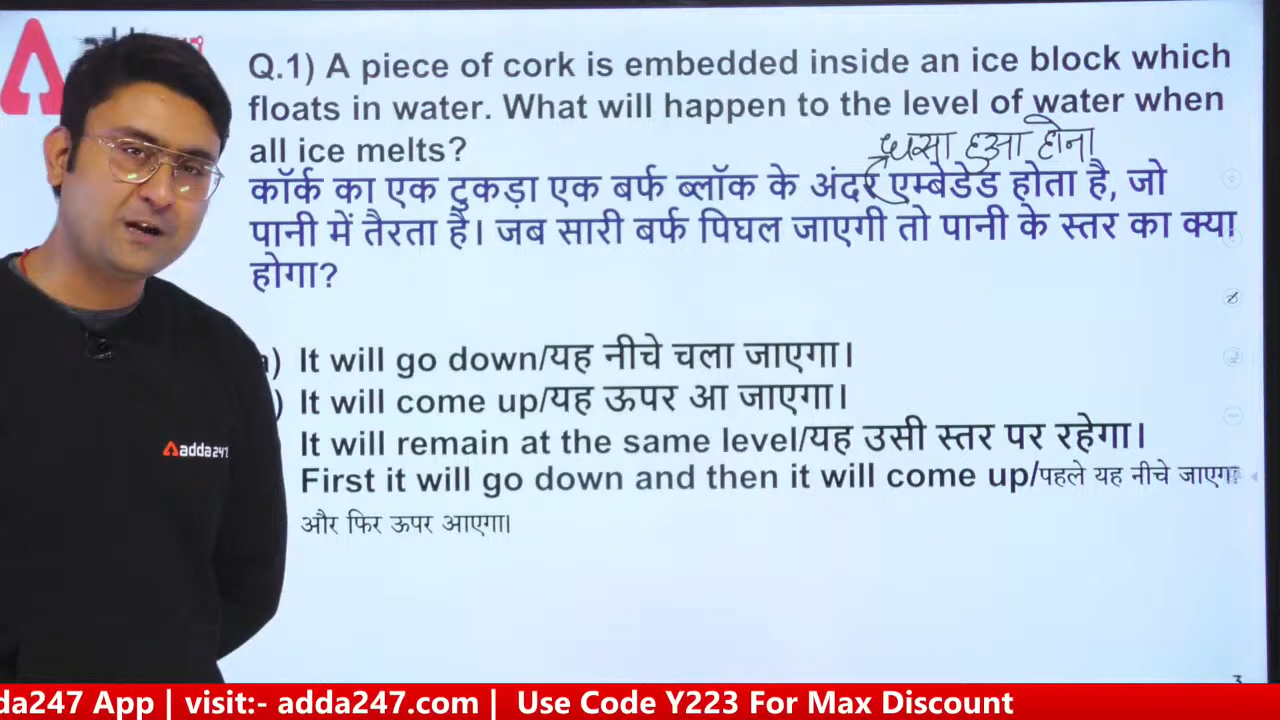 Q.1) A piece of cork is embedded inside an ice block which
floats in water. What will happen to the level of water when
all ice melts?
हुआ होना
कॉर्क का एक टुकड़ा एक बर्फ ब्लॉक के अंदर एम्बेडेड होता है, जो
पानी में तैरता है। जब सारी बर्फ पिघल जाएगी तो पानी के स्तर का क्या
होगा?
It will go down/यह नीचे चला जाएगा।
) It will come up/यह ऊपर आ जाएगा।
It will remain at the same level/यह उसी स्तर पर रहेगा।
First it will go down and then it will come up/पहले यह नीचे जाएगा
और फिर ऊपर आएगा।
adda247
3
da247 App | visit:- adda247.com | Use Code Y223 For Max Discount